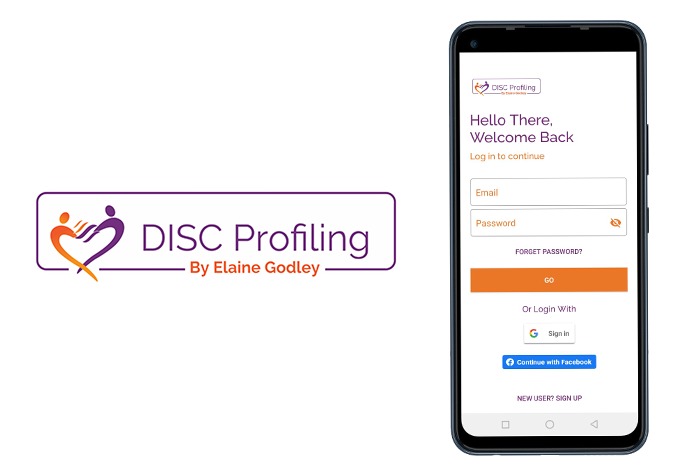 DISC Profiling
By Elaine Godley
DISC Profiling
By Elaine Godley
Hello There,
Welcome Back
Log in to continue
Email
Password
FORGET PASSWORD?
GO
Or Login With
G Sign in
f Continue with Facebook
NEW USER? SIGN UP